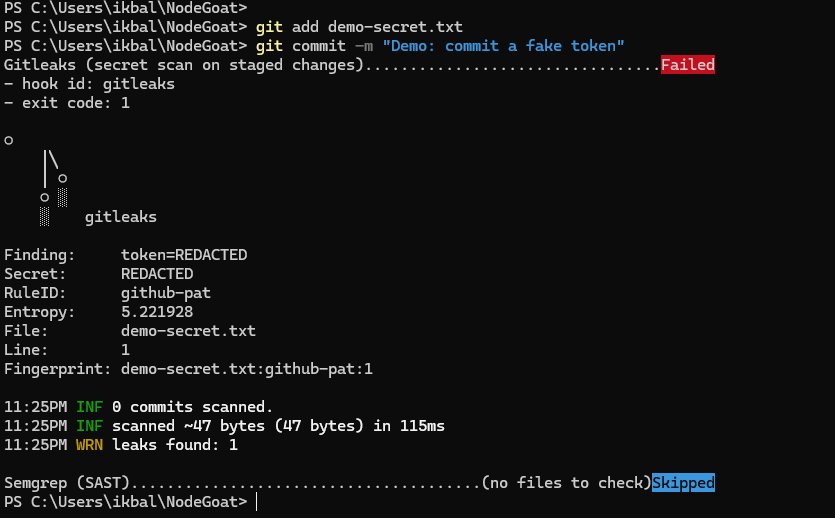 PS C:\Users\ikbal\NodeGoat>
PS C:\Users\ikbal\NodeGoat> git add demo-secret.txt
PS C:\Users\ikbal\NodeGoat> git commit -m "Demo: commit a fake token"
Gitleaks (secret scan on staged changes).................................Failed
- hook id: gitleaks
- exit code: 1
○
│╲
│ ○
○ ░
░    gitleaks
Finding:     token=REDACTED
Secret:      REDACTED
RuleID:      github-pat
Entropy:     5.221928
File:        demo-secret.txt
Line:        1
Fingerprint: demo-secret.txt:github-pat:1
11:25PM INF 0 commits scanned.
11:25PM INF scanned ~47 bytes (47 bytes) in 115ms
11:25PM WRN leaks found: 1
Semgrep (SAST).......................................(no files to check)Skipped
PS C:\Users\ikbal\NodeGoat>